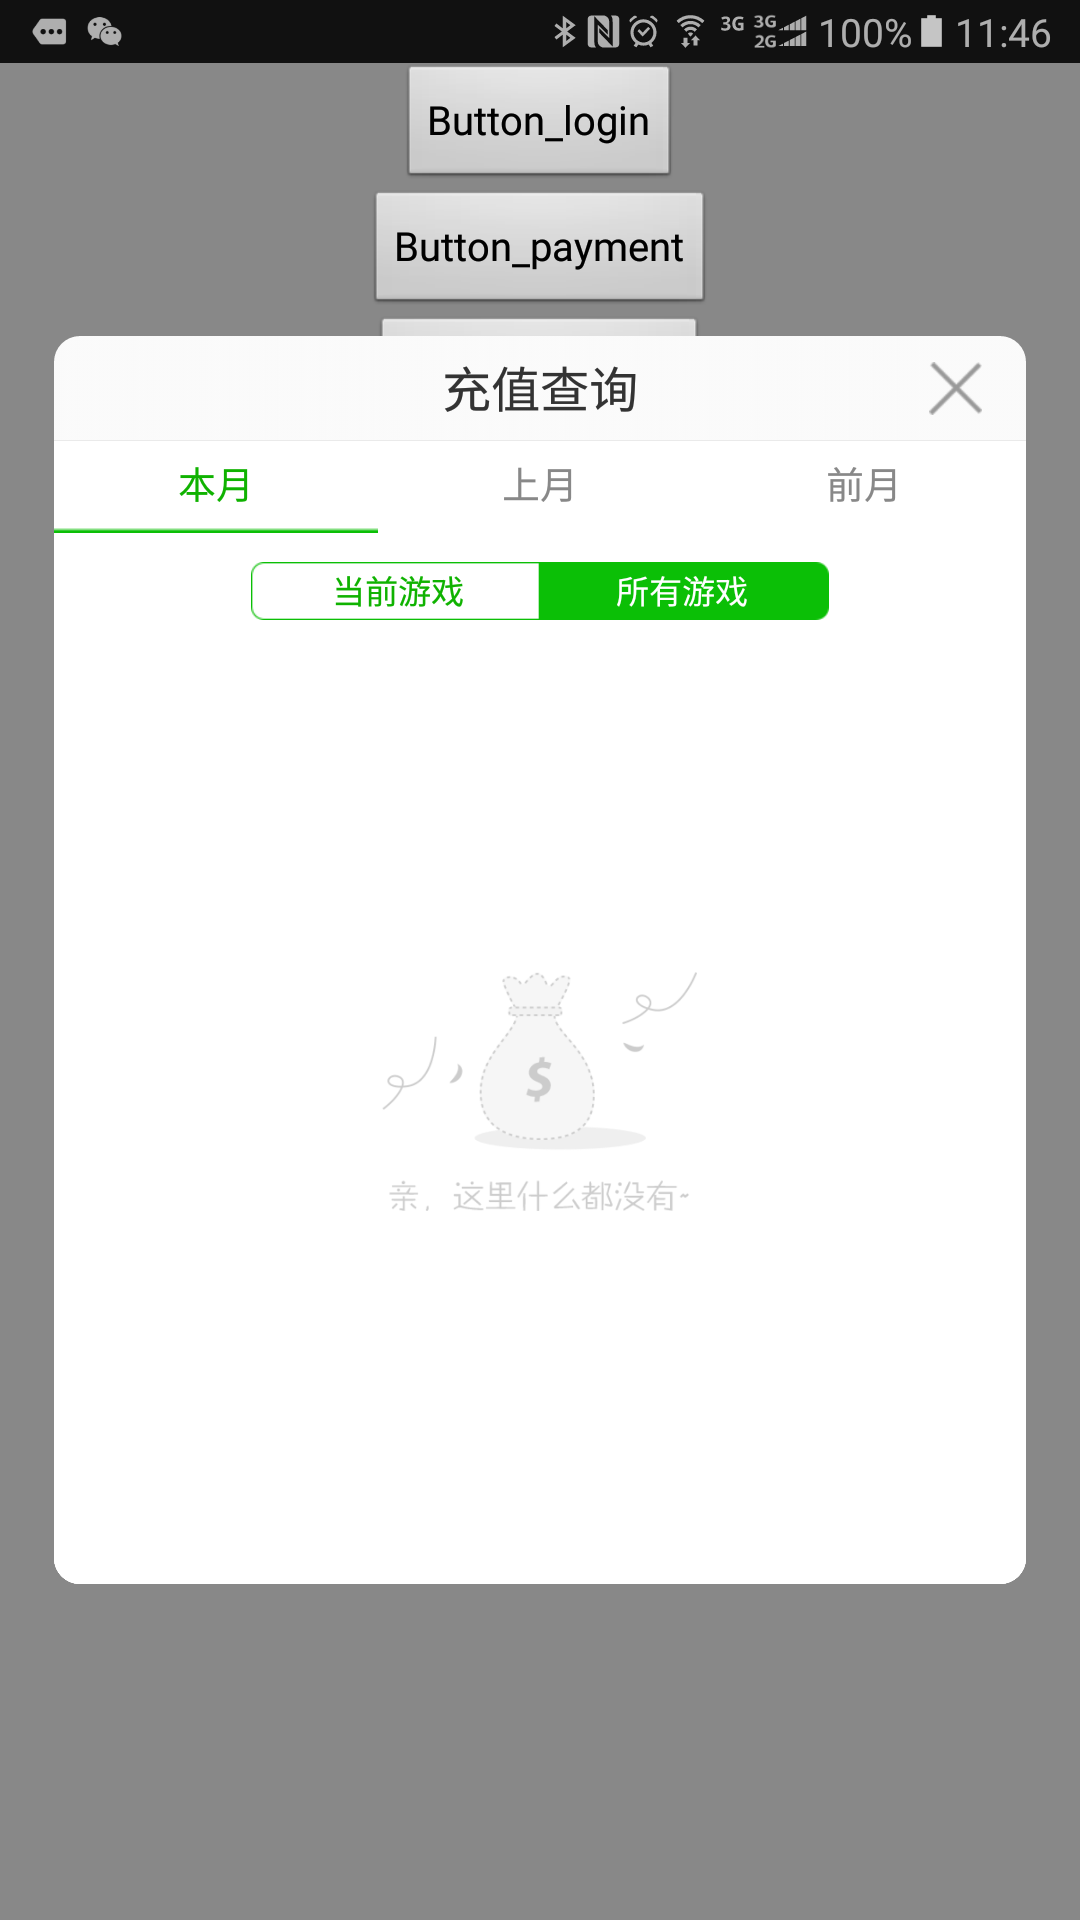 3G 3G 2G 100% 11:46
Button_login
Button_payment
充值查询
本月 上月 前月
当前游戏 所有游戏
$
亲，这里什么都没有~